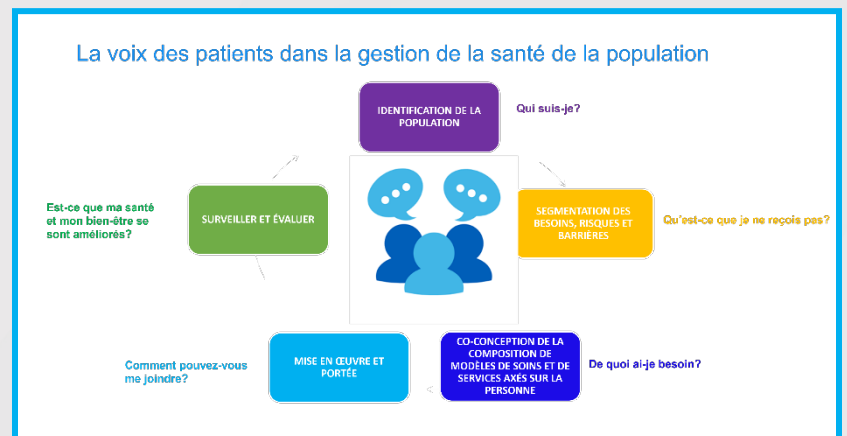 La voix des patients dans la gestion de la santé de la population
IDENTIFICATION DE LA
POPULATION
Qui suis-je?
SEGMENTATION DES
BESOINS, RISQUES ET
BARRIÈRES
Qu'est-ce que je ne reçois pas?
CO-CONCEPTION DE LA
COMPOSITION DE
MODÈLES DE SOINS ET DE
SERVICES AXÉS SUR LA
PERSONNE
De quoi ai-je besoin?
MISE EN ŒUVRE ET
PORTÉE
Comment pouvez-vous
me joindre?
SURVEILLER ET ÉVALUER
Est-ce que ma santé
et mon bien-être se
sont améliorés?